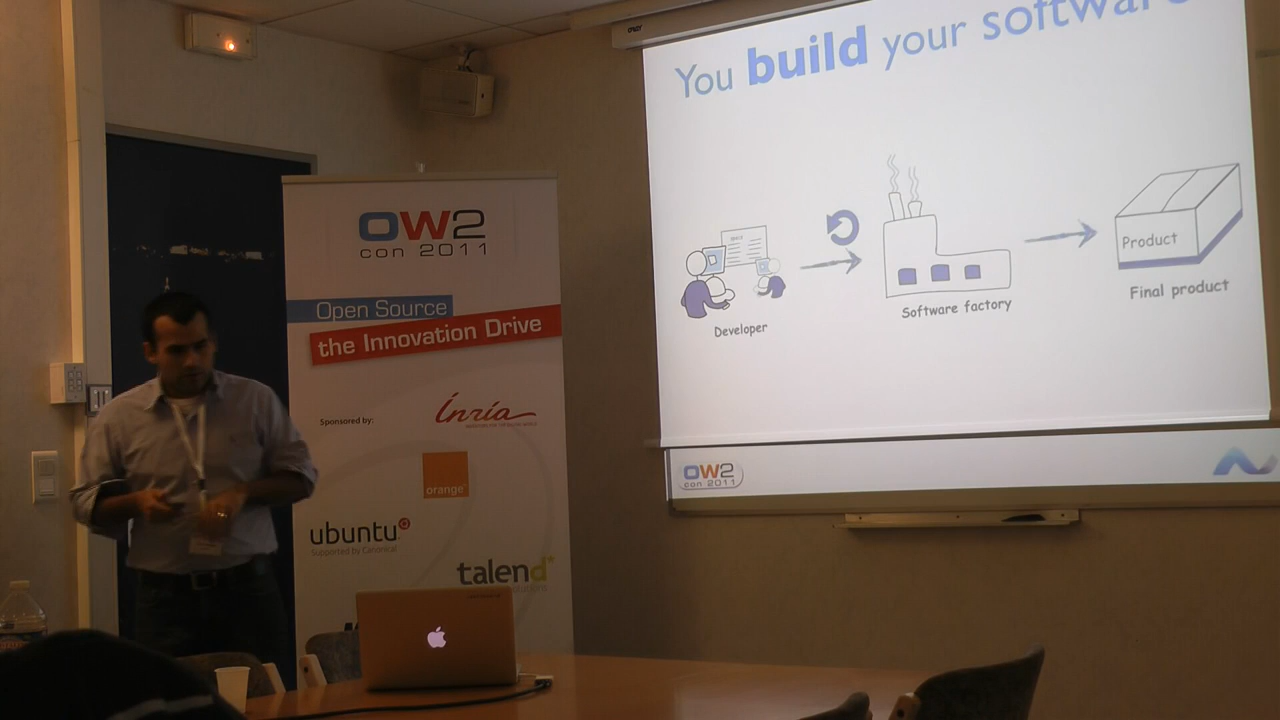 OW2
con 2011
Open Source
the Innovation Drive
Sponsored by:
Inria
orange
ubuntu
Supported by Canonical
talend
You build your software
Developer
Software factory
Product
Final product
OW2
con 2011